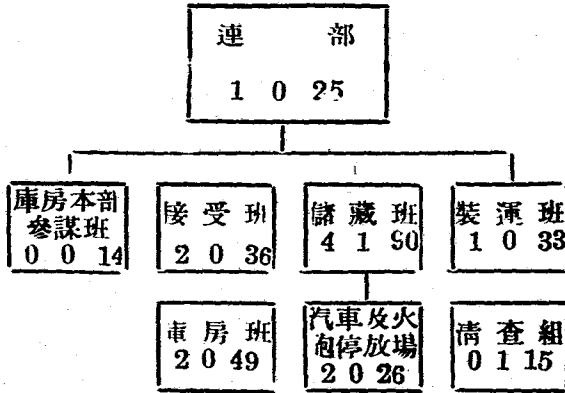 連 部
1 0 25
庫房本部
參謀班
0 0 14
接受班
2 0 36
儲藏班
4 1 90
裝運班
1 0 33
車房班
2 0 49
汽車及火
砲停放場
2 0 26
清查組
0 1 15